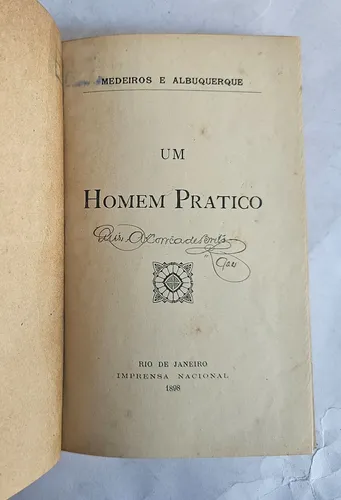 MEDEIROS E ALBUQUERQUE
UM
HOMEM PRATICO
RIO DE JANEIRO
IMPRENSA NACIONAL
1898